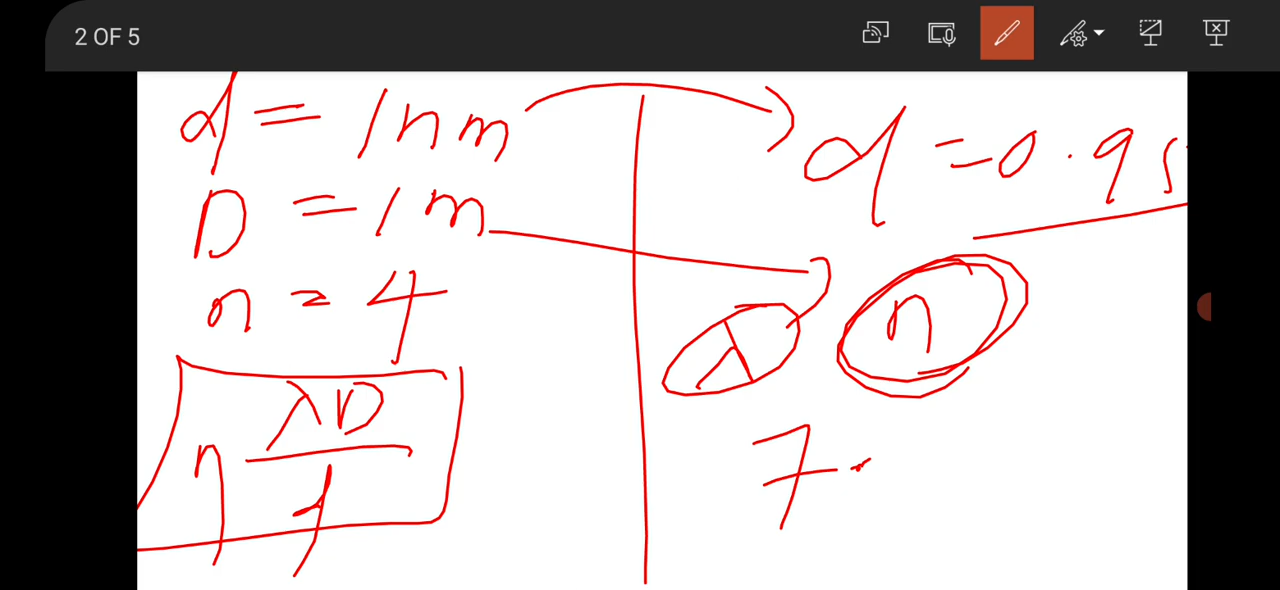 2 OF 5
d = 1nm
D = 1m
n = 4
n λD / d
d = 0.9
λ n
7